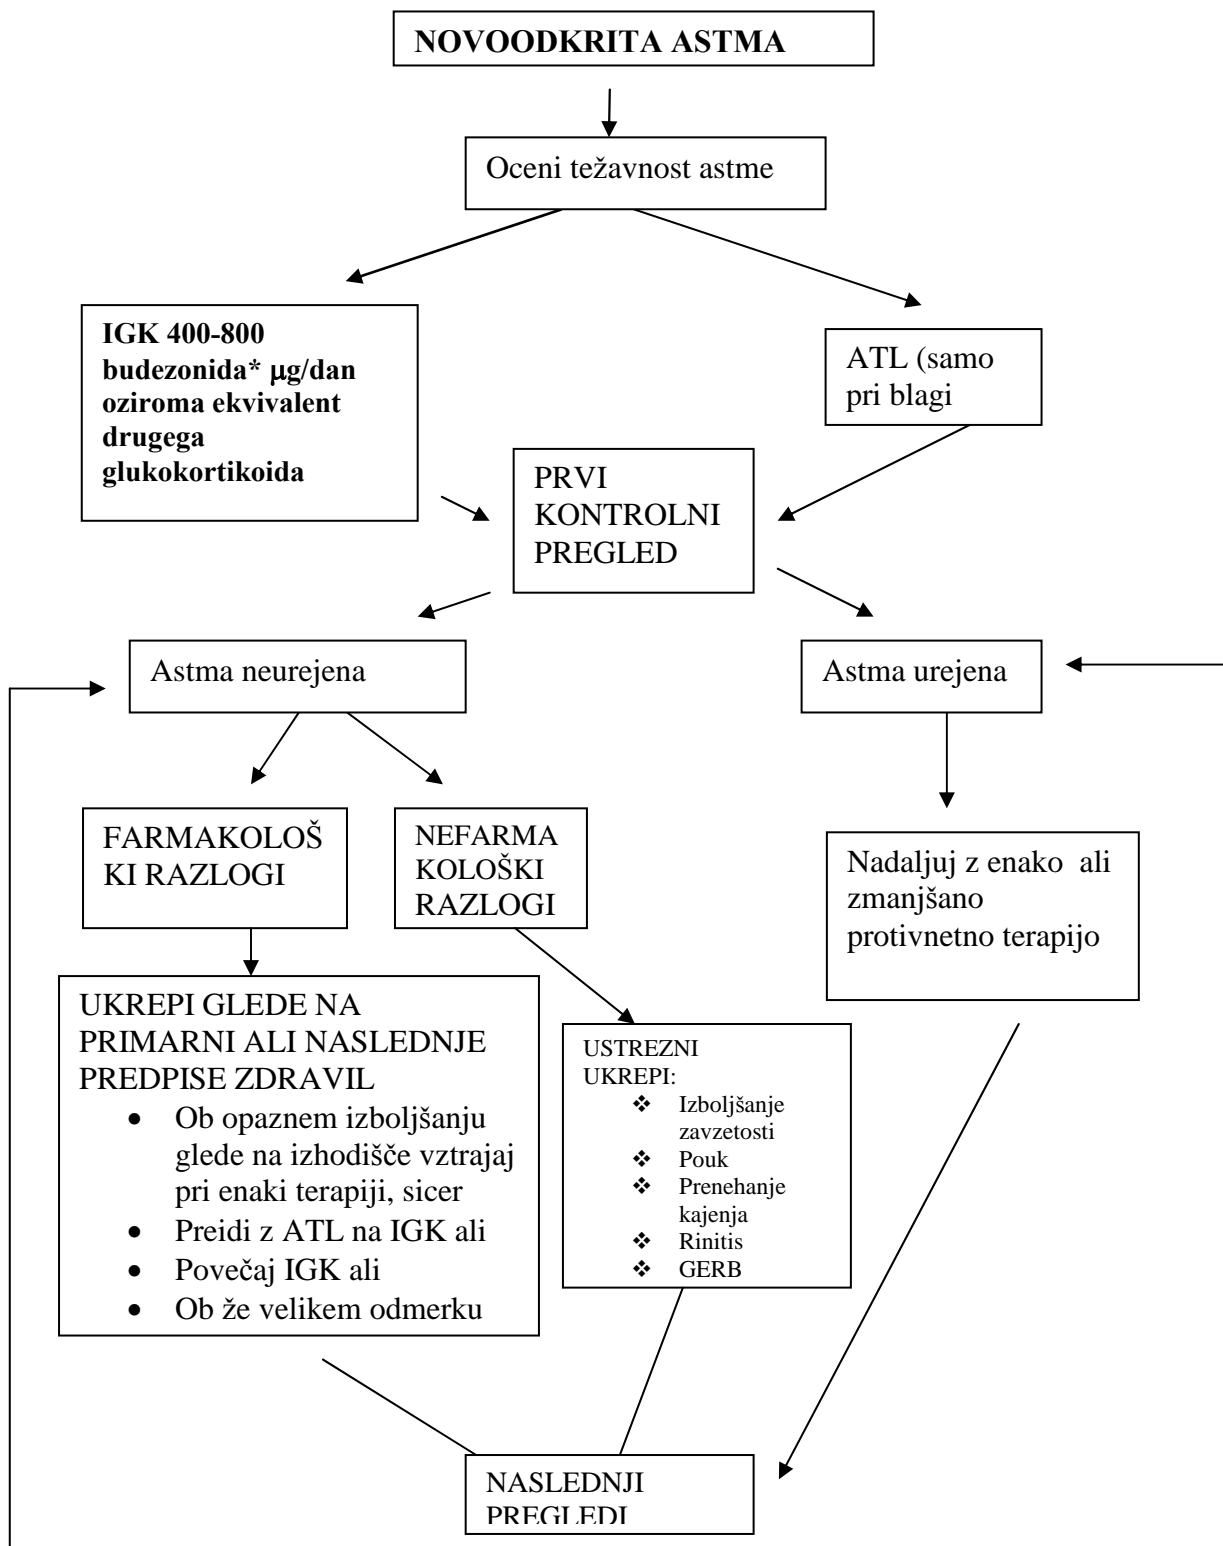 NOVOODKRITA ASTMA
Oceni težavnost astme
IGK 400-800
budezonida* µg/dan
oziroma ekvivalent
drugega
glukokortikoida
ATL (samo
pri blagi
PRVI
KONTROLNI
PREGLED
Astma neurejena
Astma urejena
FARMAKOLOŠ
KI RAZLOGI
NEFARMA
KOLOŠKI
RAZLOGI
Nadaljuj z enako ali
zmanjšano
protivnetno terapijo
UKREPI GLEDE NA
PRIMARNI ALI NASLEDNJE
PREDPISE ZDRAVIL
• Ob opaznem izboljšanju
glede na izhodišče vztrajaj
pri enaki terapiji, sicer
• Preidi z ATL na IGK ali
• Povečaj IGK ali
• Ob že velikem odmerku
USTREZNI
UKREPI:
❖ Izboljšanje
zavzetosti
❖ Pouk
❖ Prenehanje
kajenja
❖ Rinitis
❖ GERB
NASLEDNJI
PREGLEDI